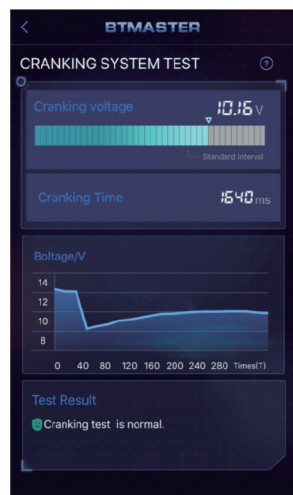 BTMASTER
CRANKING SYSTEM TEST ?
Cranking voltage 10.16 V
Standard interval
Cranking Time 1640 ms
Boltage/V
14
12
10
8
0 40 80 120 160 200 240 280 Times(T)
Test Result
Cranking test is normal.